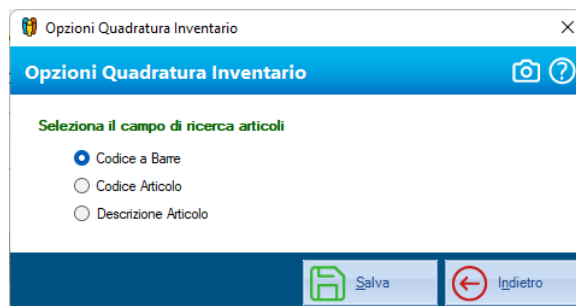 Opzioni Quadratura Inventario
Opzioni Quadratura Inventario
Seleziona il campo di ricerca articoli
Codice a Barre
Codice Articolo
Descrizione Articolo
Salva
Indietro